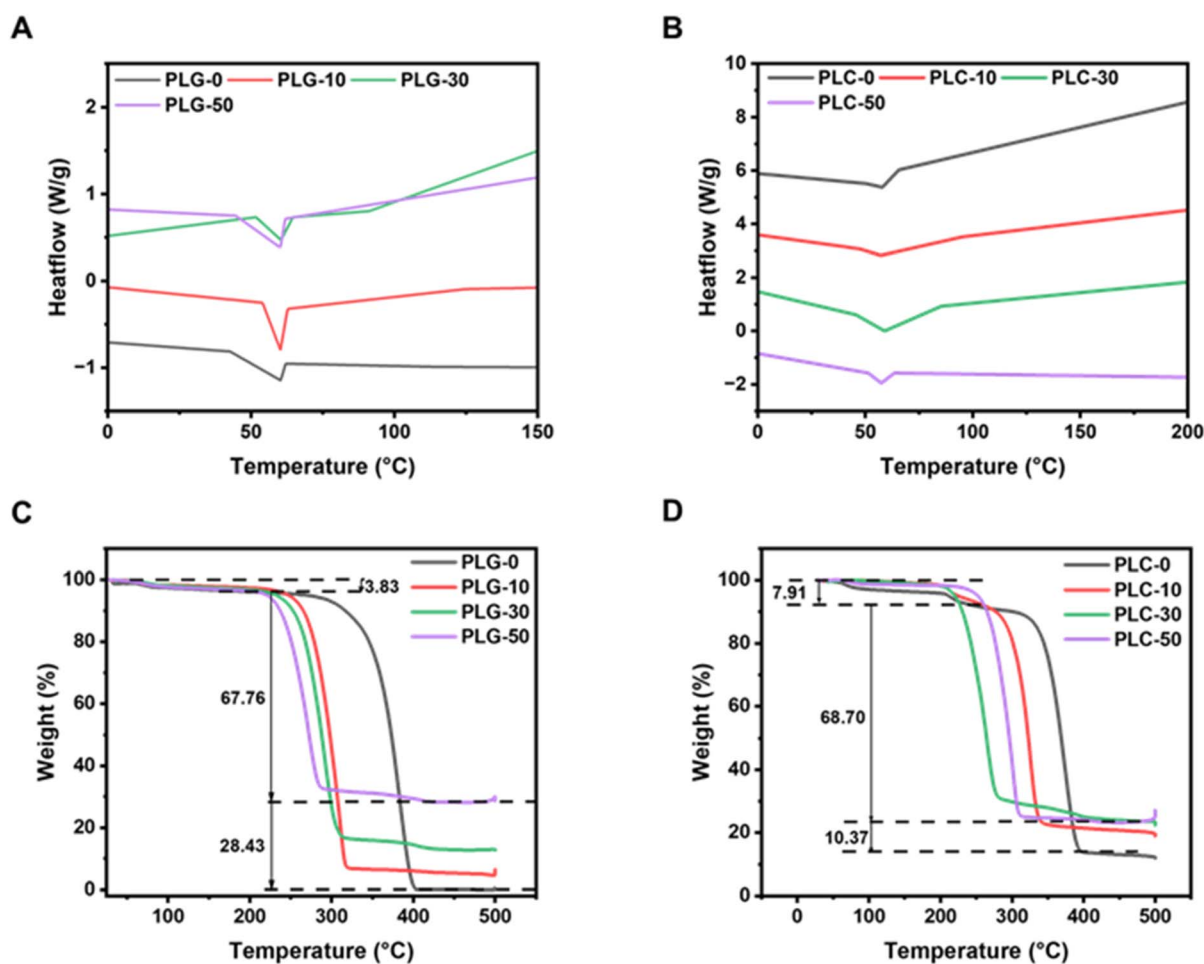 A
PLG-0 PLG-10 PLG-30
PLG-50
Heatflow (W/g)
2
1
0
−1
0 50 100 150
Temperature (°C)
B
PLC-0 PLC-10 PLC-30
PLC-50
Heatflow (W/g)
10
8
6
4
2
0
−2
0 50 100 150 200
Temperature (°C)
C
PLG-0
PLG-10
PLG-30
PLG-50
3.83
67.76
28.43
Weight (%)
100
80
60
40
20
0
100 200 300 400 500
Temperature (°C)
D
PLC-0
PLC-10
PLC-30
PLC-50
7.91
68.70
10.37
Weight (%)
100
80
60
40
20
0
0 100 200 300 400 500
Temperature (°C)